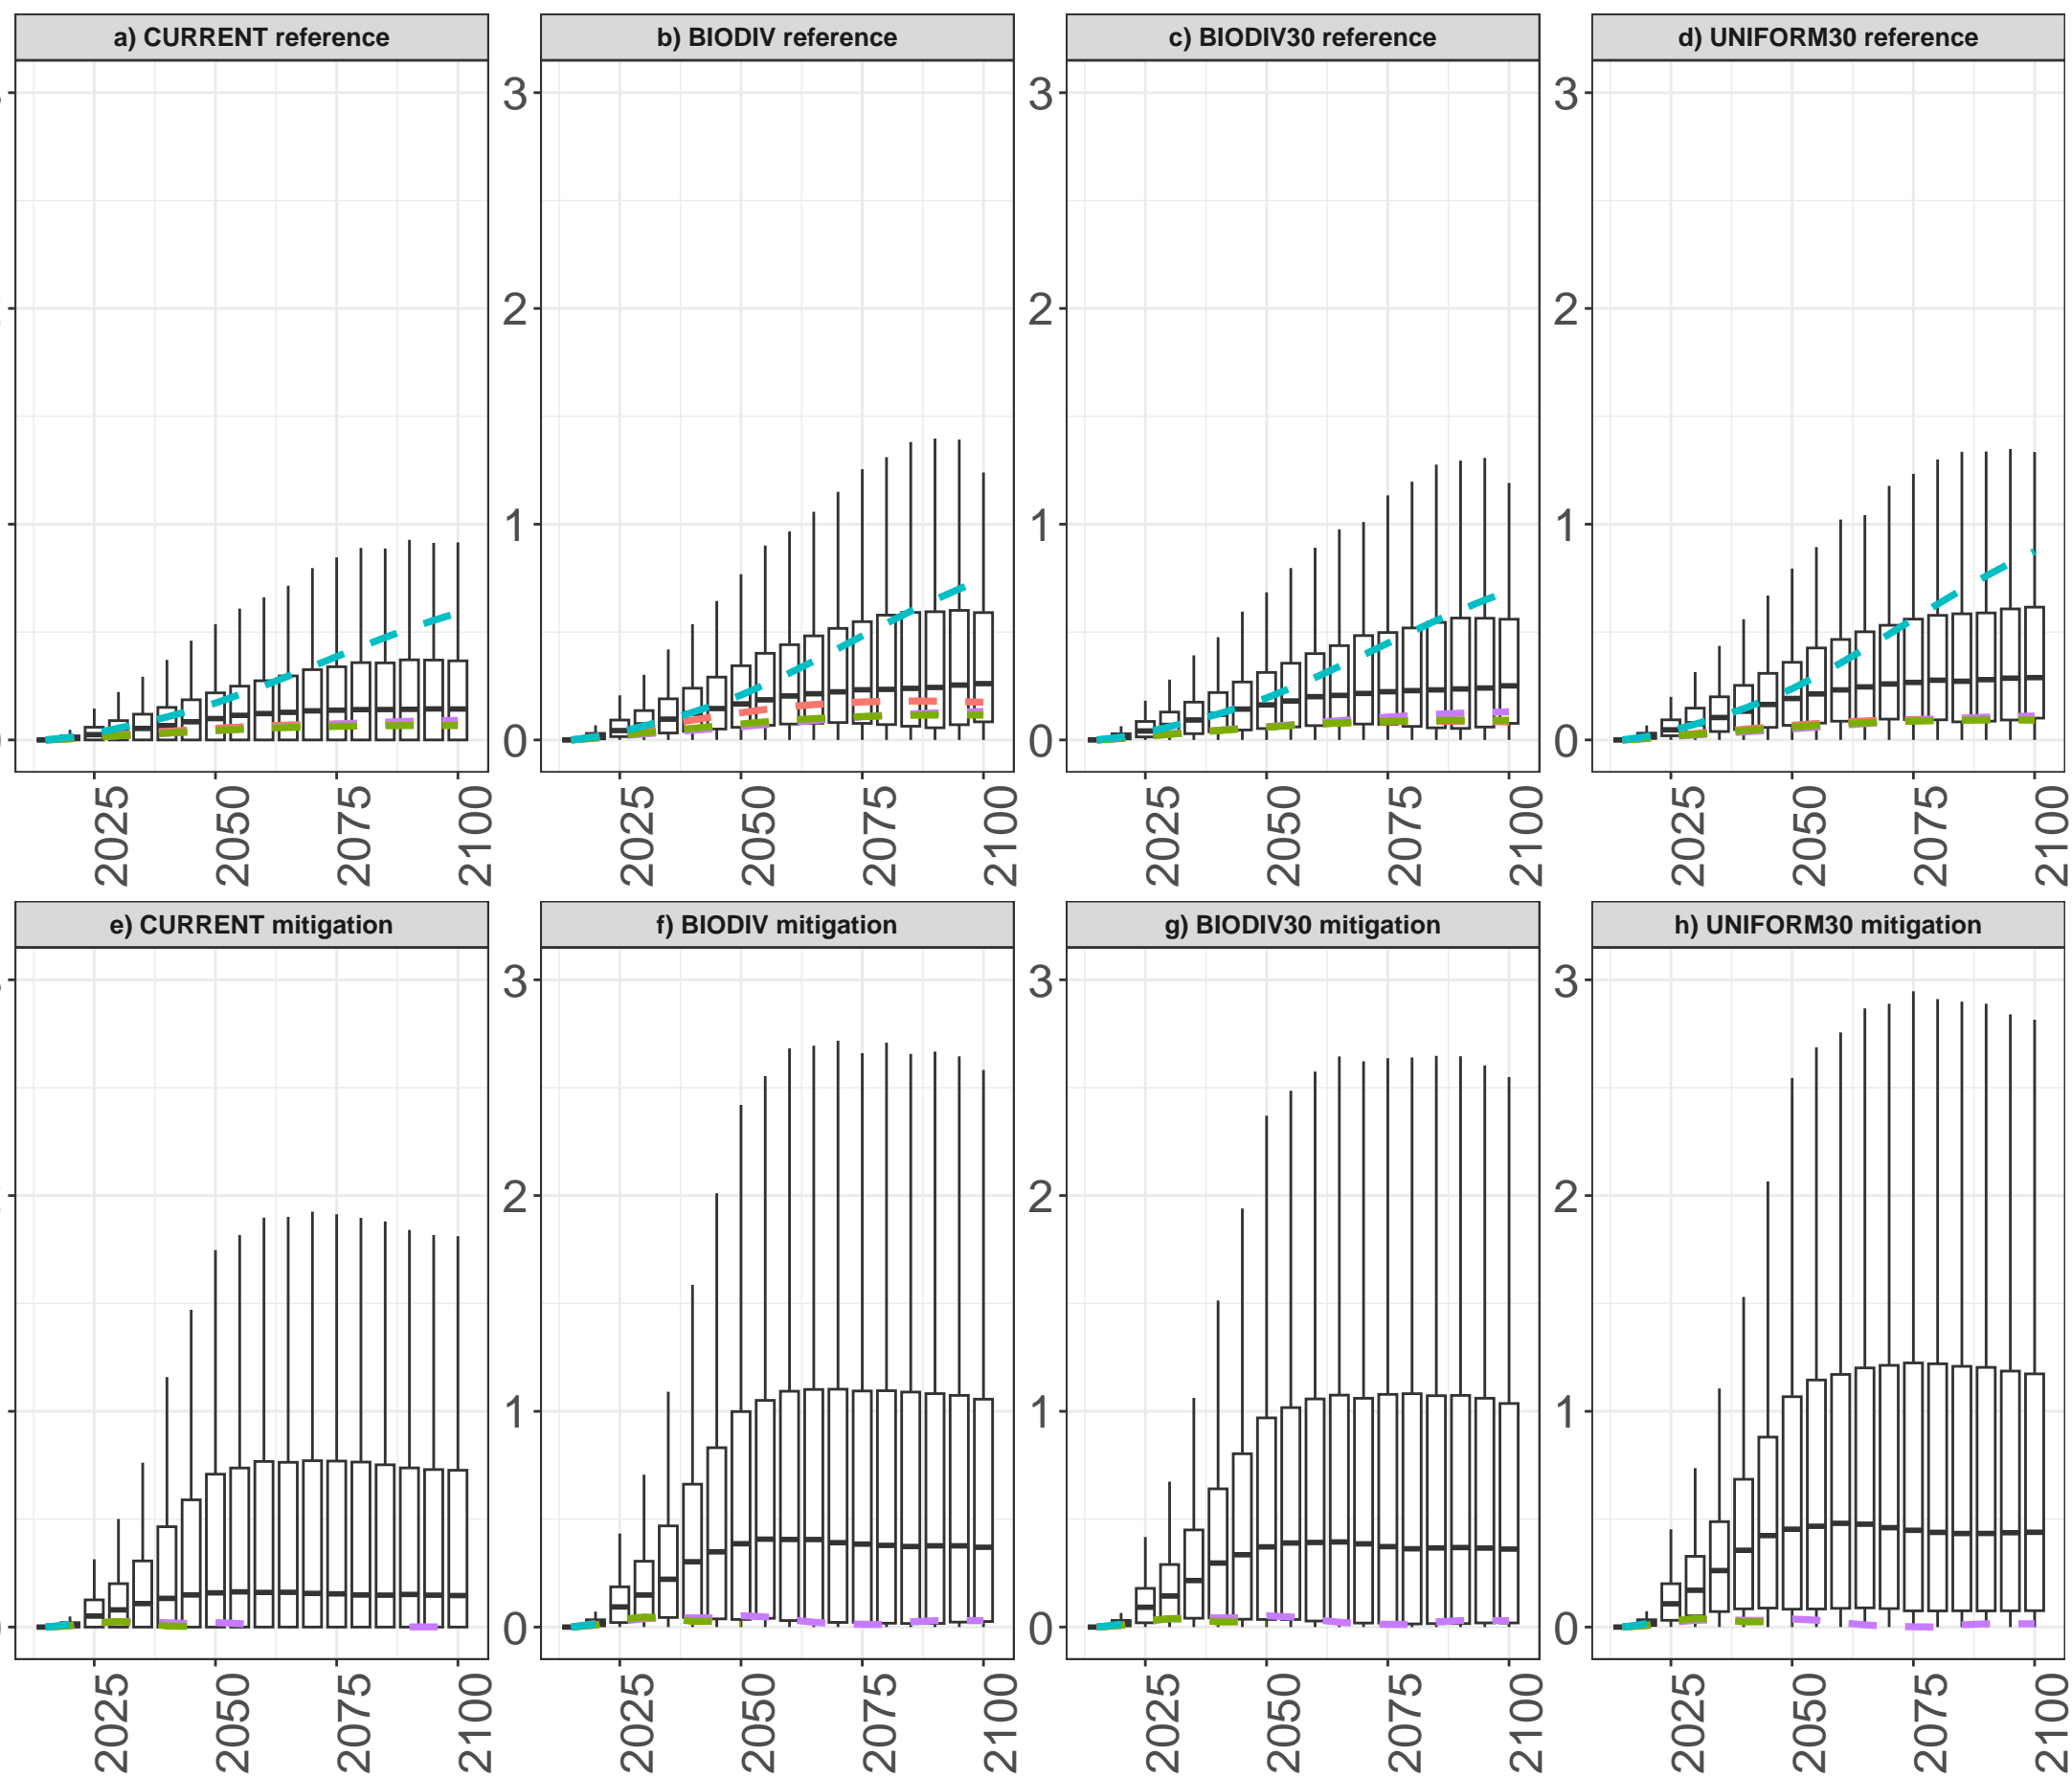 a) CURRENT reference
b) BIODIV reference
c) BIODIV30 reference
d) UNIFORM30 reference
3 3 3
2 2 2
1 1 1
0 0 0
2025 2050 2075 2100 2025 2050 2075 2100 2025 2050 2075 2100 2025 2050 2075 2100
e) CURRENT mitigation
f) BIODIV mitigation
g) BIODIV30 mitigation
h) UNIFORM30 mitigation
3 3 3
2 2 2
1 1 1
0 0 0
2025 2050 2075 2100 2025 2050 2075 2100 2025 2050 2075 2100 2025 2050 2075 2100